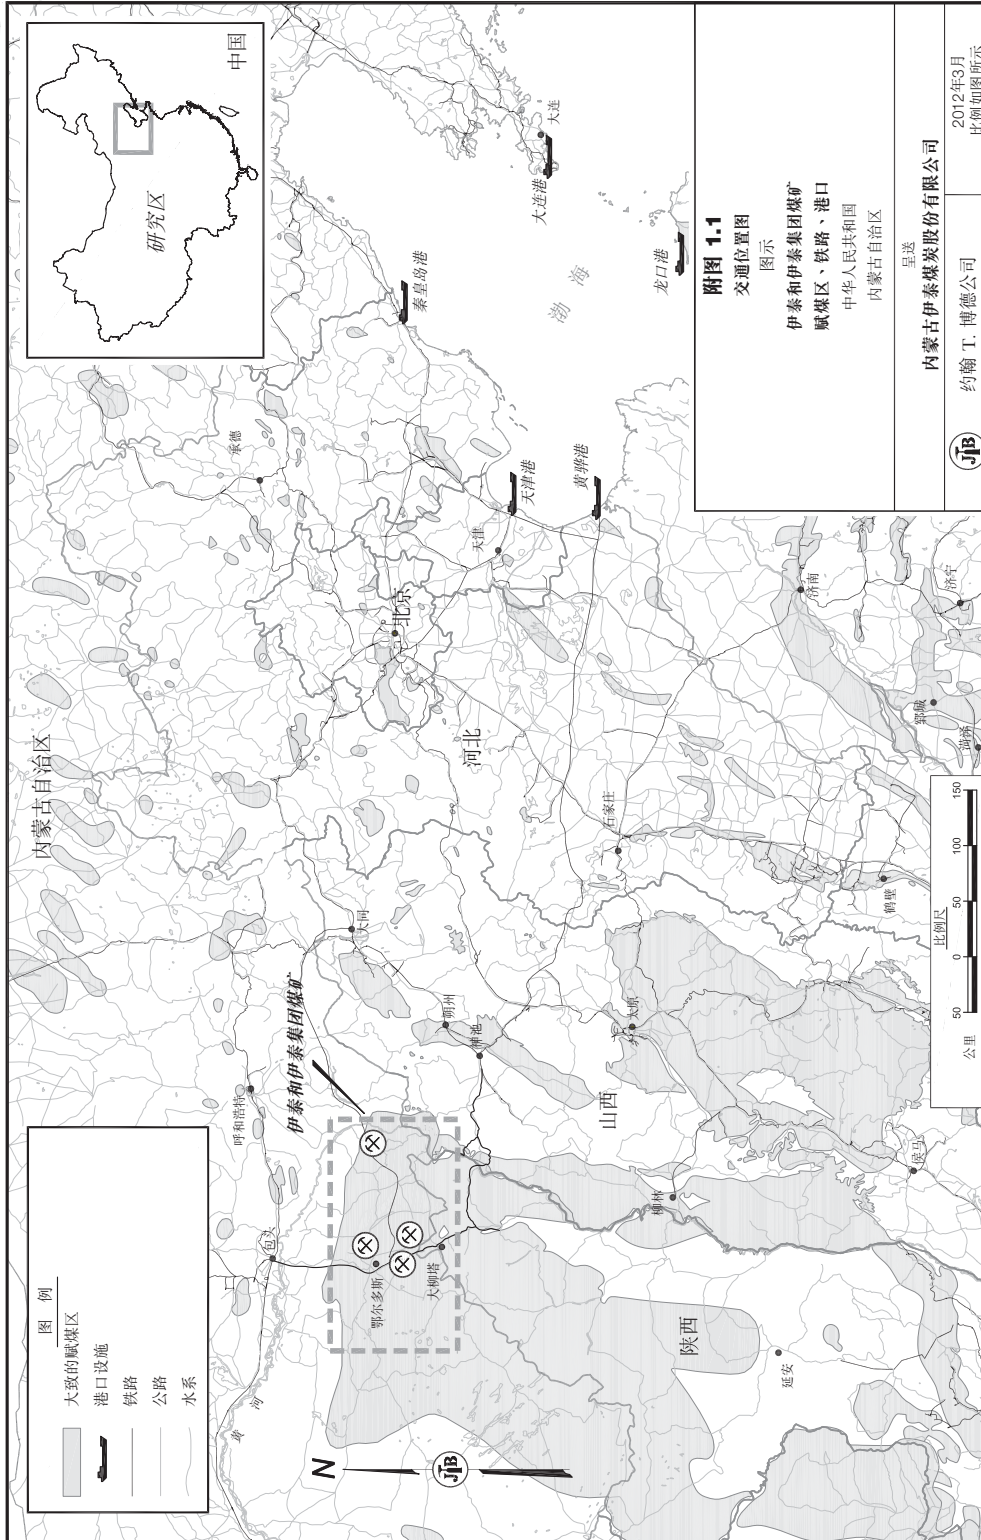 中国
研究区
内蒙古自治区
承德
秦皇岛港
大连
大连港
龙口港
渤海
北京
天津
天津港
黄骅港
河北
石家庄
济南
济宁
郓城
菏泽
鹤壁
呼和浩特
包头
大同
朔州
神池
太原
山西
柳林
侯马
伊泰和伊泰集团煤矿
鄂尔多斯
大柳塔
陕西
延安
黄河
图 例
大致的赋煤区
港口设施
铁路
公路
水系
N
JTB
比例尺
50 0 50 100 150
公里
附图 1.1
交通位置图
图示
伊泰和伊泰集团煤矿
赋煤区、铁路、港口
中华人民共和国
内蒙古自治区
呈送
内蒙古伊泰煤炭股份有限公司
JTB
约翰 T. 博德公司
2012年3月
比例如图所示